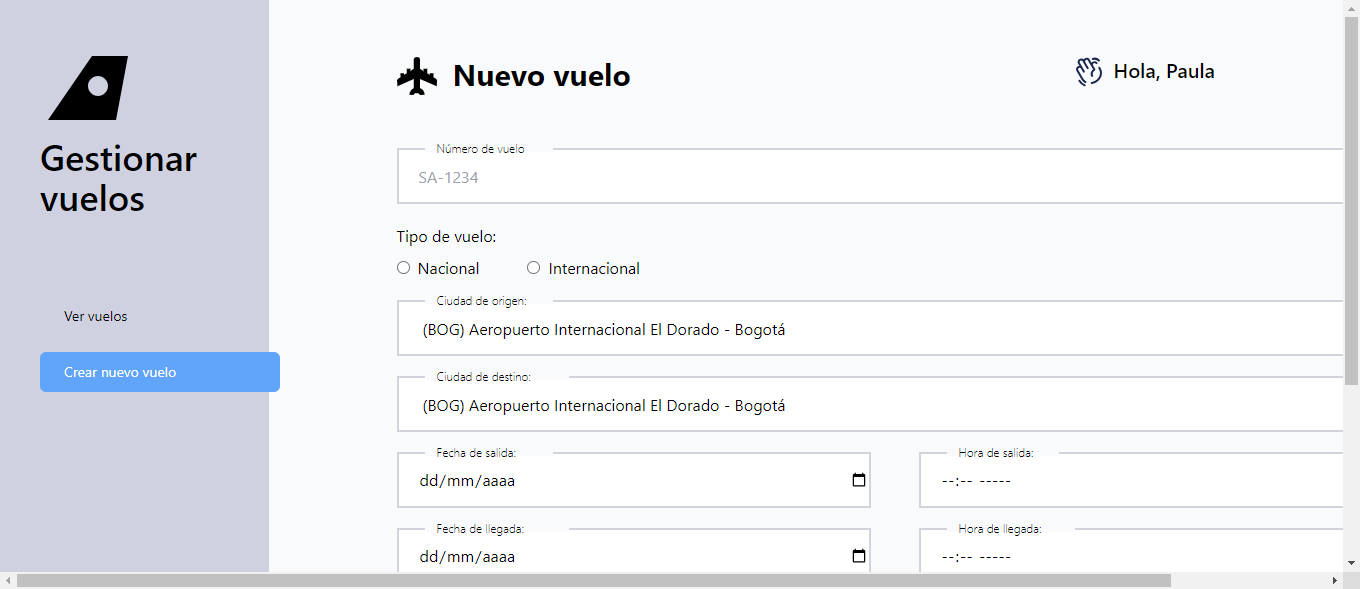 Gestionar
vuelos
Ver vuelos
Crear nuevo vuelo
Nuevo vuelo
Hola, Paula
Número de vuelo
SA-1234
Tipo de vuelo:
Nacional Internacional
Ciudad de origen:
(BOG) Aeropuerto Internacional El Dorado - Bogotá
Ciudad de destino:
(BOG) Aeropuerto Internacional El Dorado - Bogotá
Fecha de salida: Hora de salida:
dd/mm/aaaa --:-- -----
Fecha de llegada: Hora de llegada:
dd/mm/aaaa --:-- -----